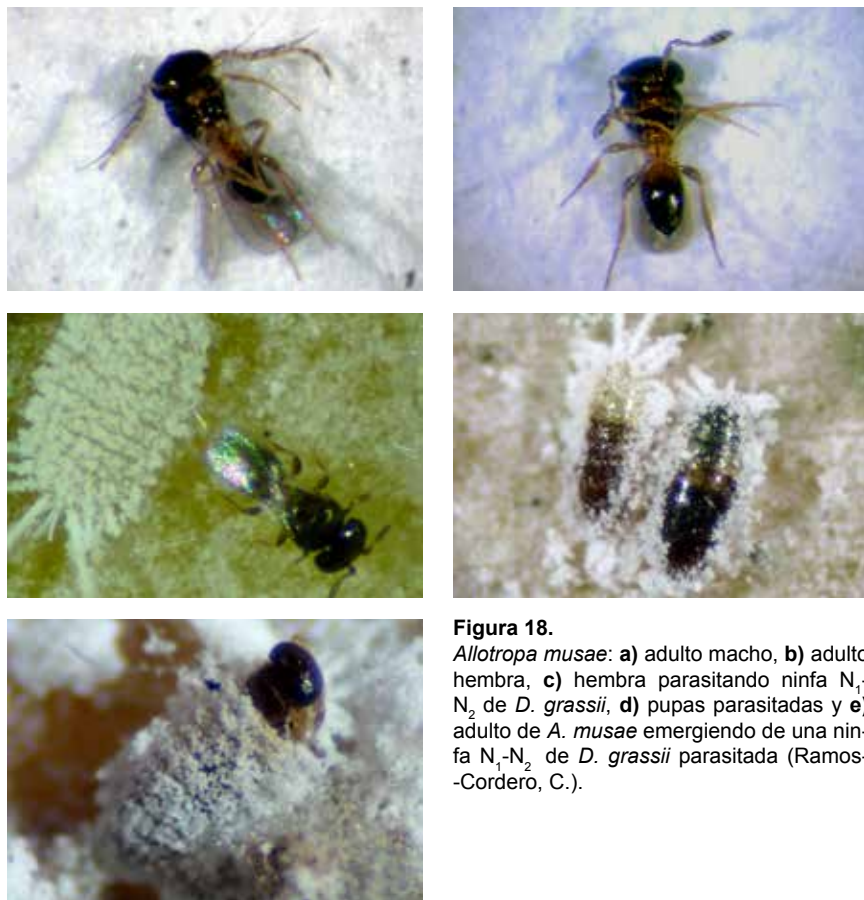 Figura 18.
Allotropa musae: a) adulto macho, b) adulto
hembra, c) hembra parasitando ninfa N₁-
N₂ de D. grassii, d) pupas parasitadas y e)
adulto de A. musae emergiendo de una nin-
fa N₁-N₂ de D. grassii parasitada (Ramos-
-Cordero, C.).